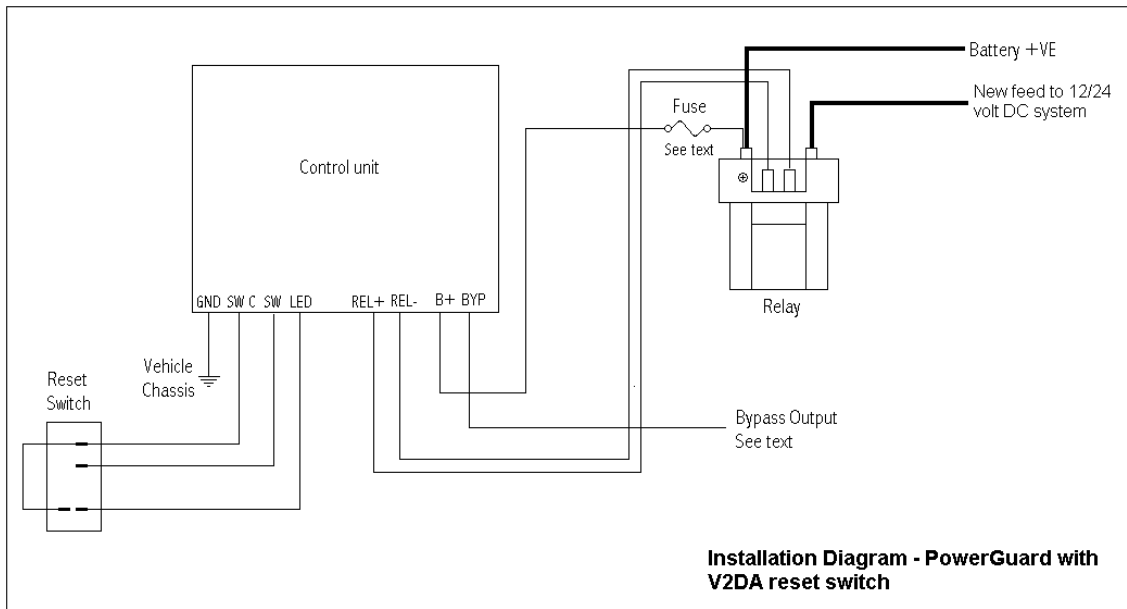 Battery +VE
New feed to 12/24
volt DC system
Fuse
See text
Control unit
GND SW C SW LED REL+ REL- B+ BYP
Relay
Vehicle
Chassis
Reset
Switch
Bypass Output
See text
Installation Diagram - PowerGuard with
V2DA reset switch